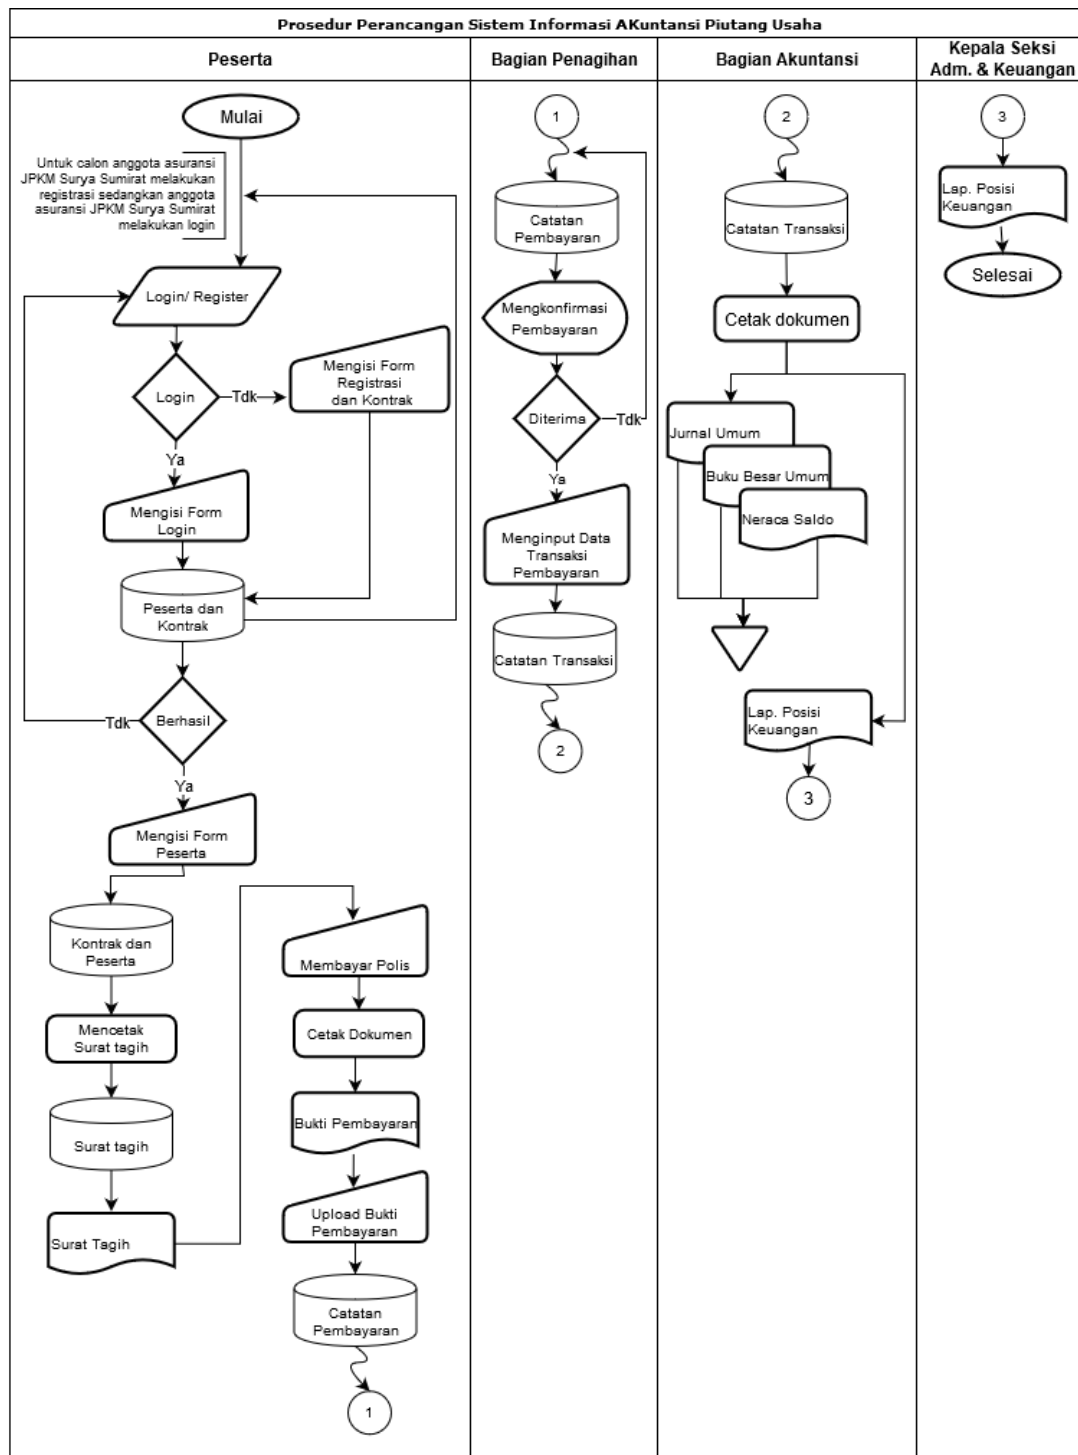 Prosedur Perancangan Sistem Informasi AKuntansi Piutang Usaha
Peserta
Bagian Penagihan
Bagian Akuntansi
Kepala Seksi
Adm. & Keuangan
Mulai
Untuk calon anggota asuransi
JPKM Surya Sumirat melakukan
registrasi sedangkan anggota
asuransi JPKM Surya Sumirat
melakukan login
Login/ Register
Login
Tdk
Mengisi Form
Registrasi
dan Kontrak
Ya
Mengisi Form
Login
Peserta dan
Kontrak
Berhasil
Tdk
Ya
Mengisi Form
Peserta
Kontrak dan
Peserta
Mencetak
Surat tagih
Surat tagih
Surat Tagih
Membayar Polis
Cetak Dokumen
Bukti Pembayaran
Upload Bukti
Pembayaran
Catatan
Pembayaran
1
1
Catatan
Pembayaran
Mengkonfirmasi
Pembayaran
Diterima
Tdk
Ya
Menginput Data
Transaksi
Pembayaran
Catatan Transaksi
2
2
Catatan Transaksi
Cetak dokumen
Jurnal Umum
Buku Besar Umum
Neraca Saldo
Lap. Posisi
Keuangan
3
3
Lap. Posisi
Keuangan
Selesai